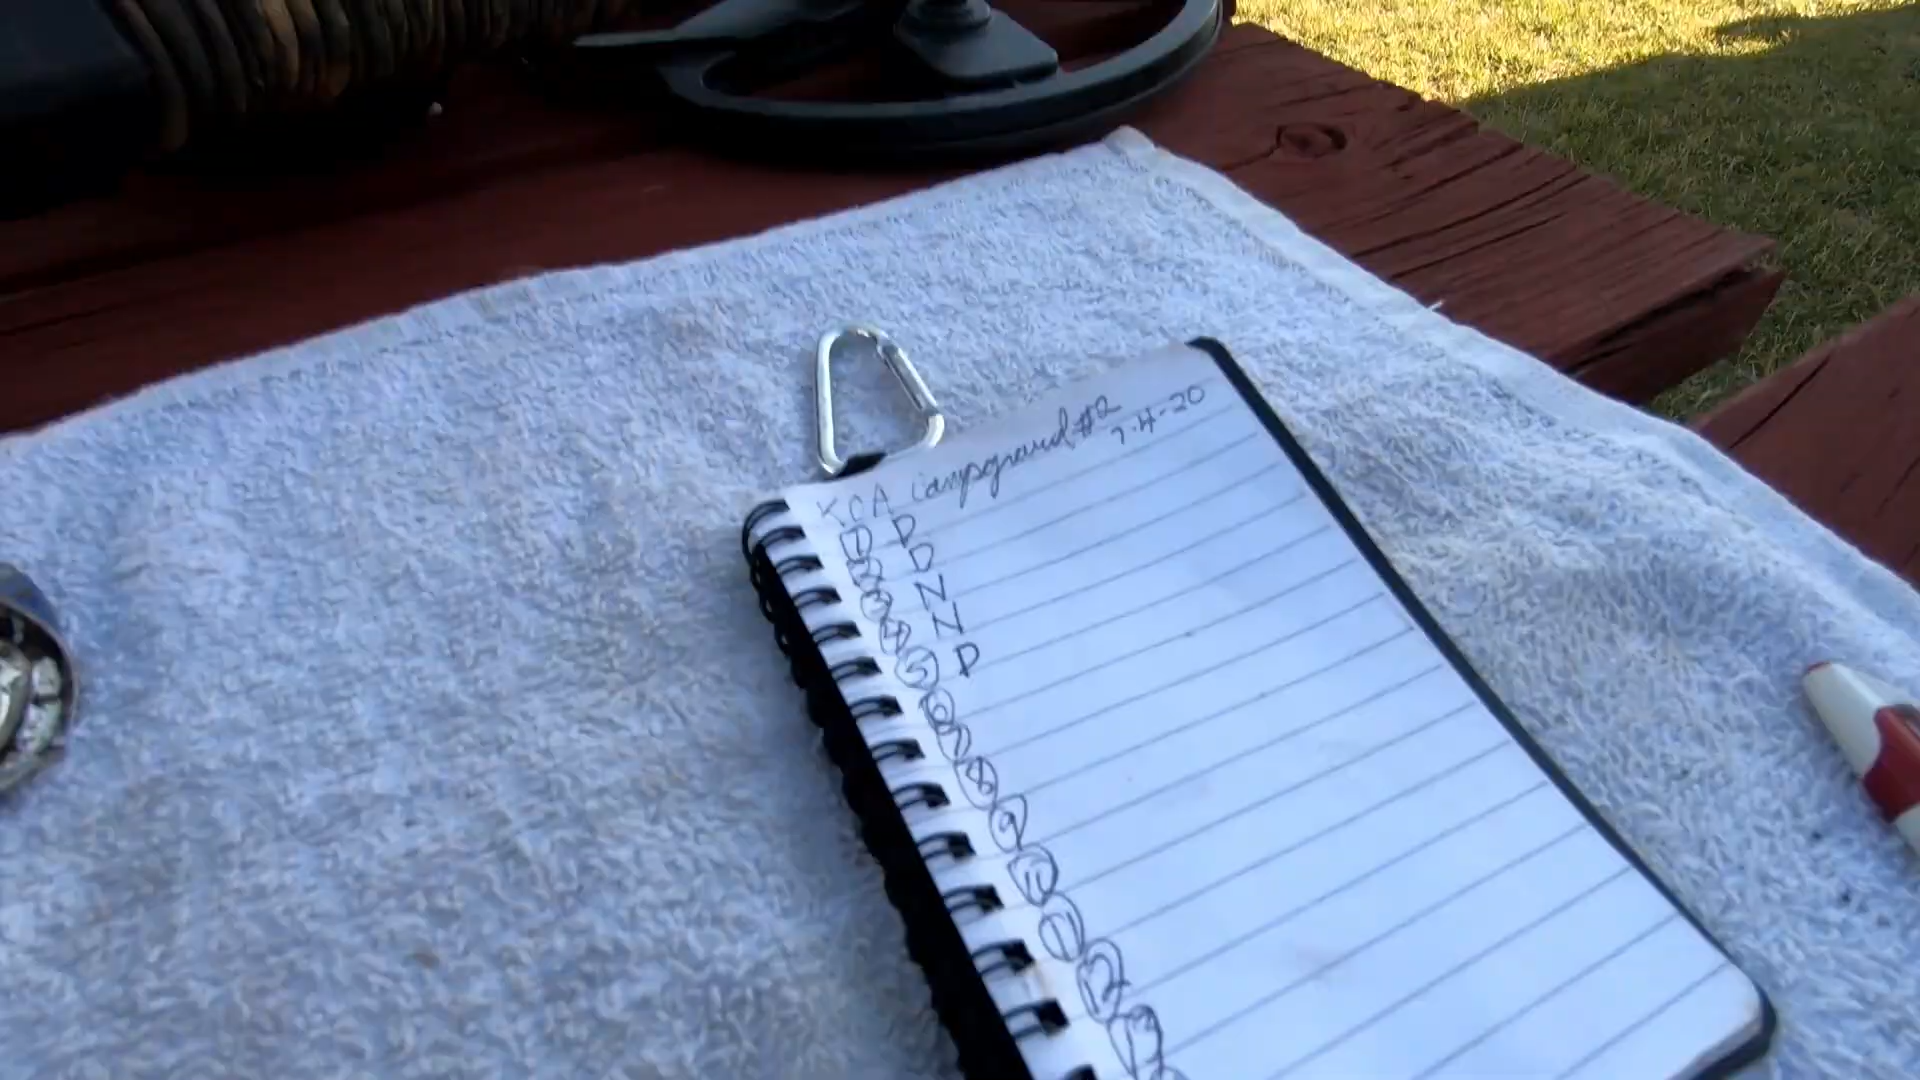 KOA Campground #2
7-4-20
① D
② D
③ N
④ N
⑤ D
⑥
⑦
⑧
⑨
⑩
⑪
⑫
⑬